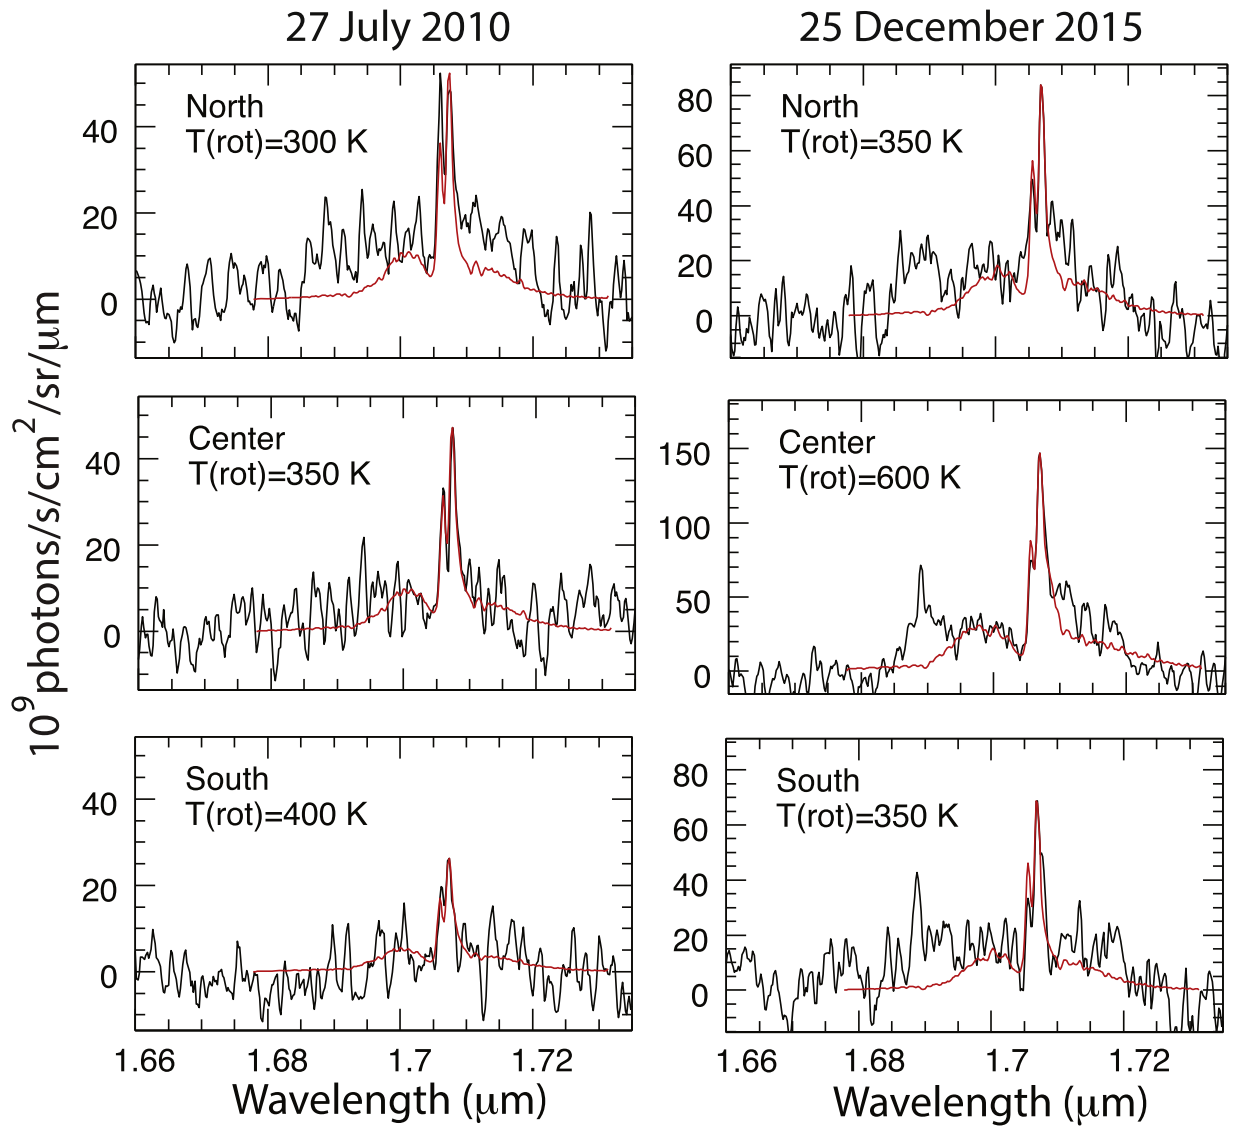 27 July 2010
25 December 2015
10⁹ photons/s/cm²/sr/μm
North
T(rot)=300 K
40
20
0
North
T(rot)=350 K
80
60
40
20
0
Center
T(rot)=350 K
40
20
0
Center
T(rot)=600 K
150
100
50
0
South
T(rot)=400 K
40
20
0
1.66 1.68 1.7 1.72
Wavelength (μm)
South
T(rot)=350 K
80
60
40
20
0
1.66 1.68 1.7 1.72
Wavelength (μm)